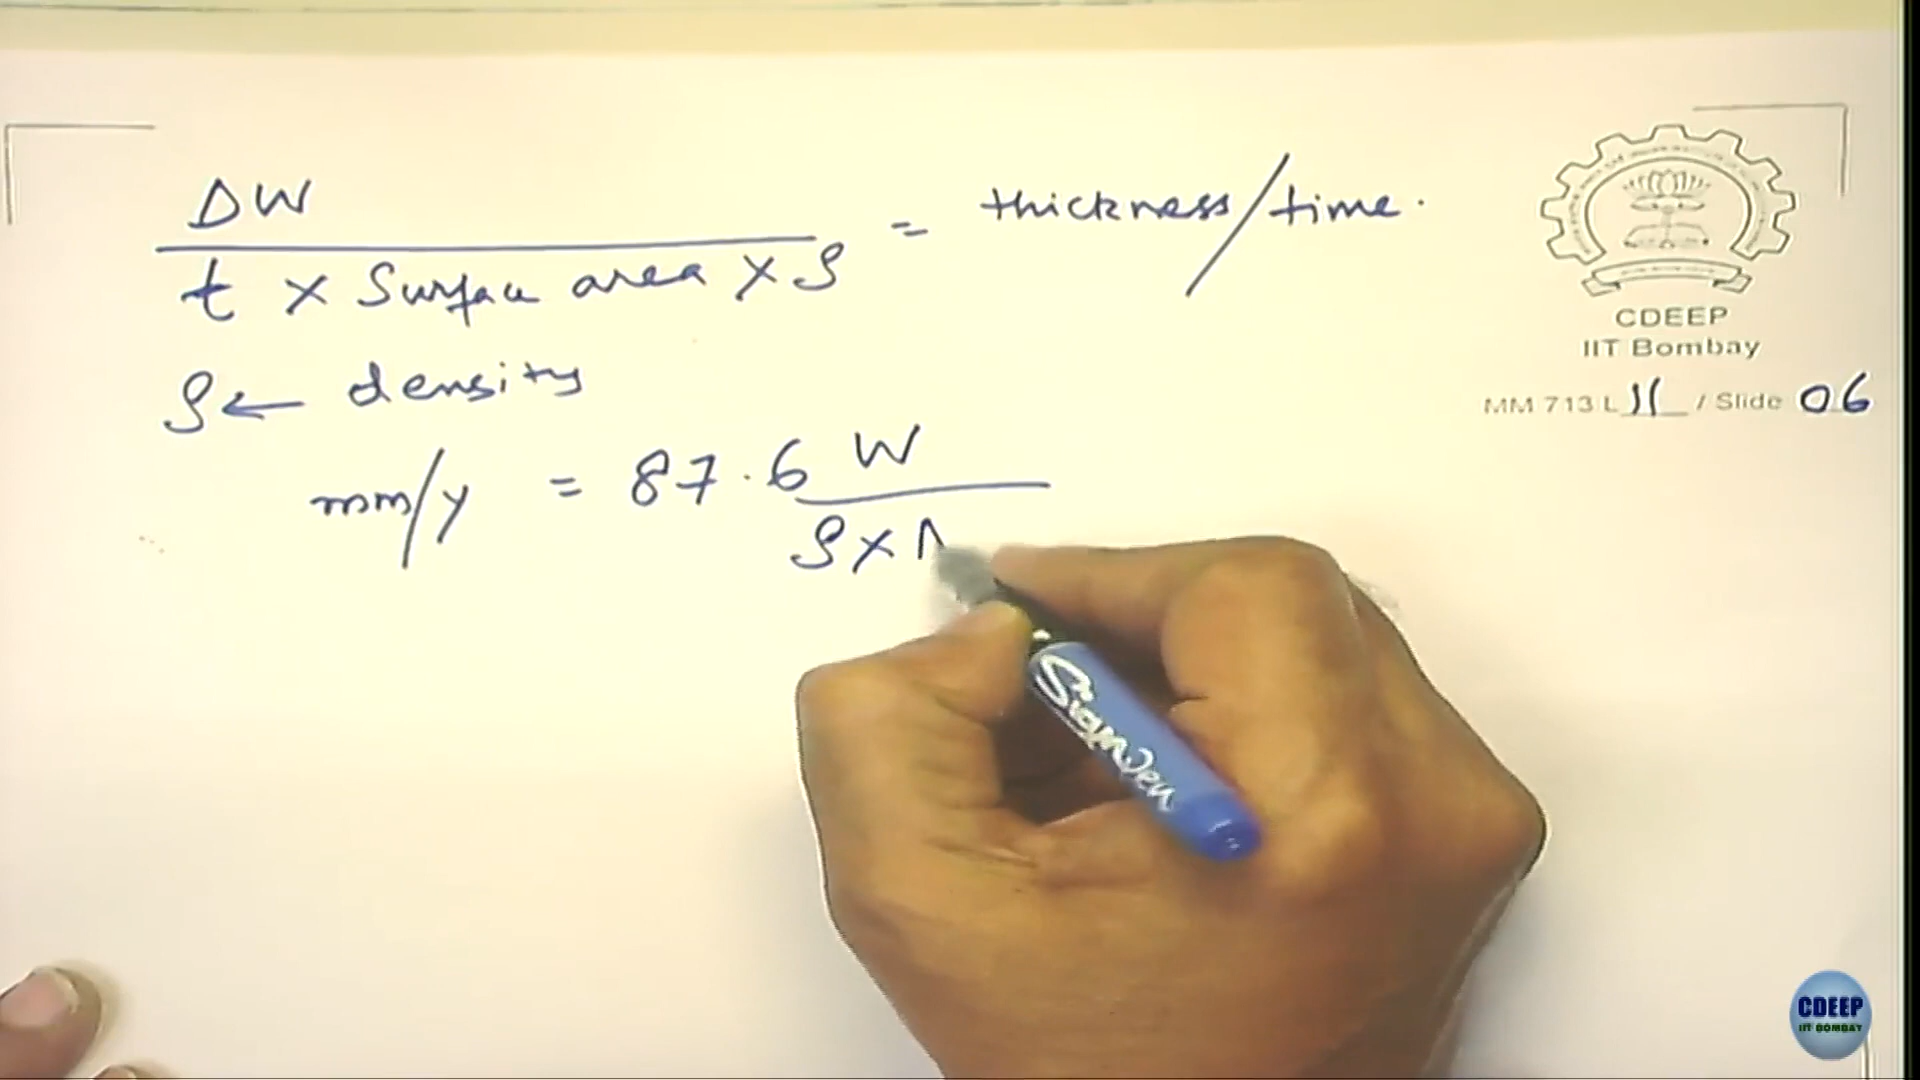 ΔW
t × Surface area × ρ = thickness/time.
ρ ← density
mm/y = 87.6 W
ρ × A
CDEEP
IIT Bombay
MM 713 L 11 / Slide 06
SignWen
CDEEP
IIT BOMBAY